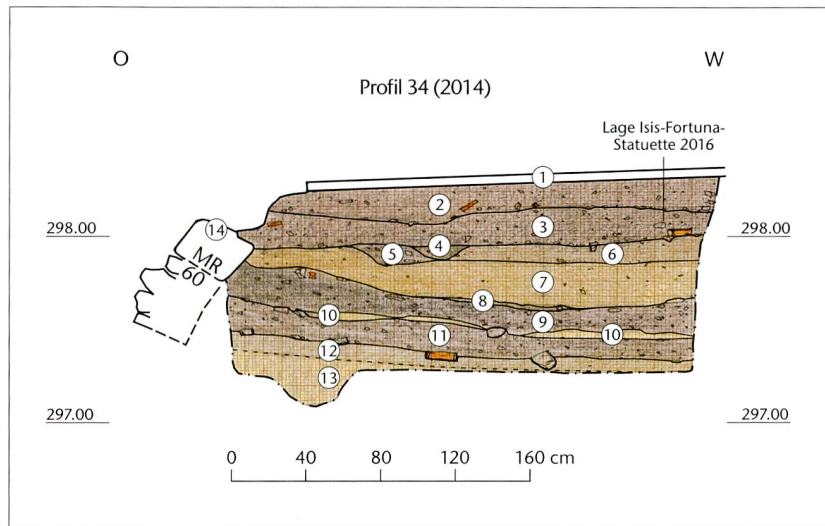 O
W
Profil 34 (2014)
Lage Isis-Fortuna-
Statuette 2016
1
2
3
298.00
298.00
14
4
5
6
MR
60
7
8
10
9
10
11
12
13
297.00
297.00
0 40 80 120 160 cm